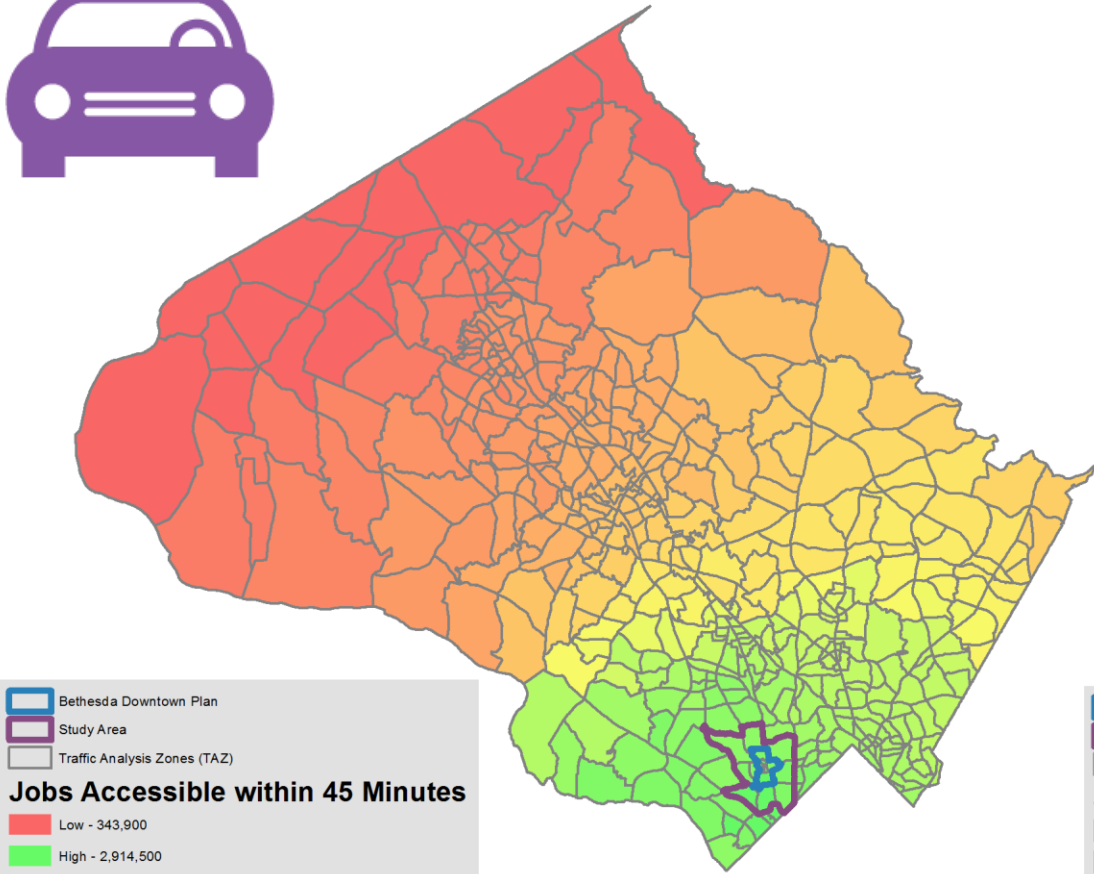 Bethesda Downtown Plan
Study Area
Traffic Analysis Zones (TAZ)
Jobs Accessible within 45 Minutes
Low - 343,900
High - 2,914,500